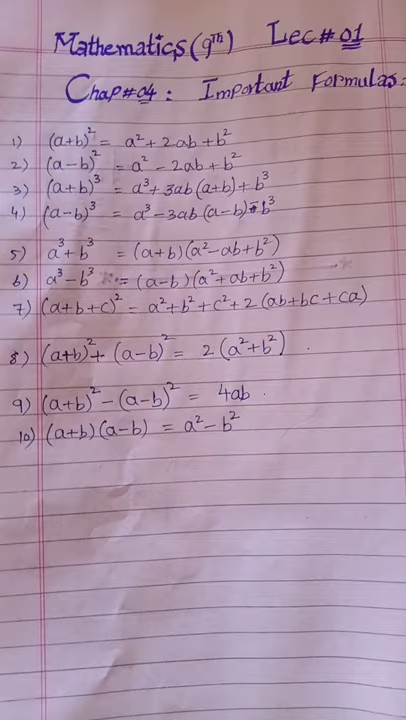 Mathematics (9th) Lec# 01
Chap#04: Important Formulas:
1) (a+b)² = a² + 2ab + b²
2) (a-b)² = a² - 2ab + b²
3) (a+b)³ = a³ + 3ab(a+b) + b³
4) (a-b)³ = a³ - 3ab(a-b) - b³
5) a³+b³ = (a+b)(a²-ab+b²)
6) a³-b³ = (a-b)(a²+ab+b²)
7) (a+b+c)² = a²+b²+c²+2(ab+bc+ca)
8) (a+b)²+(a-b)² = 2(a²+b²).
9) (a+b)²-(a-b)² = 4ab.
10) (a+b)(a-b) = a²-b²